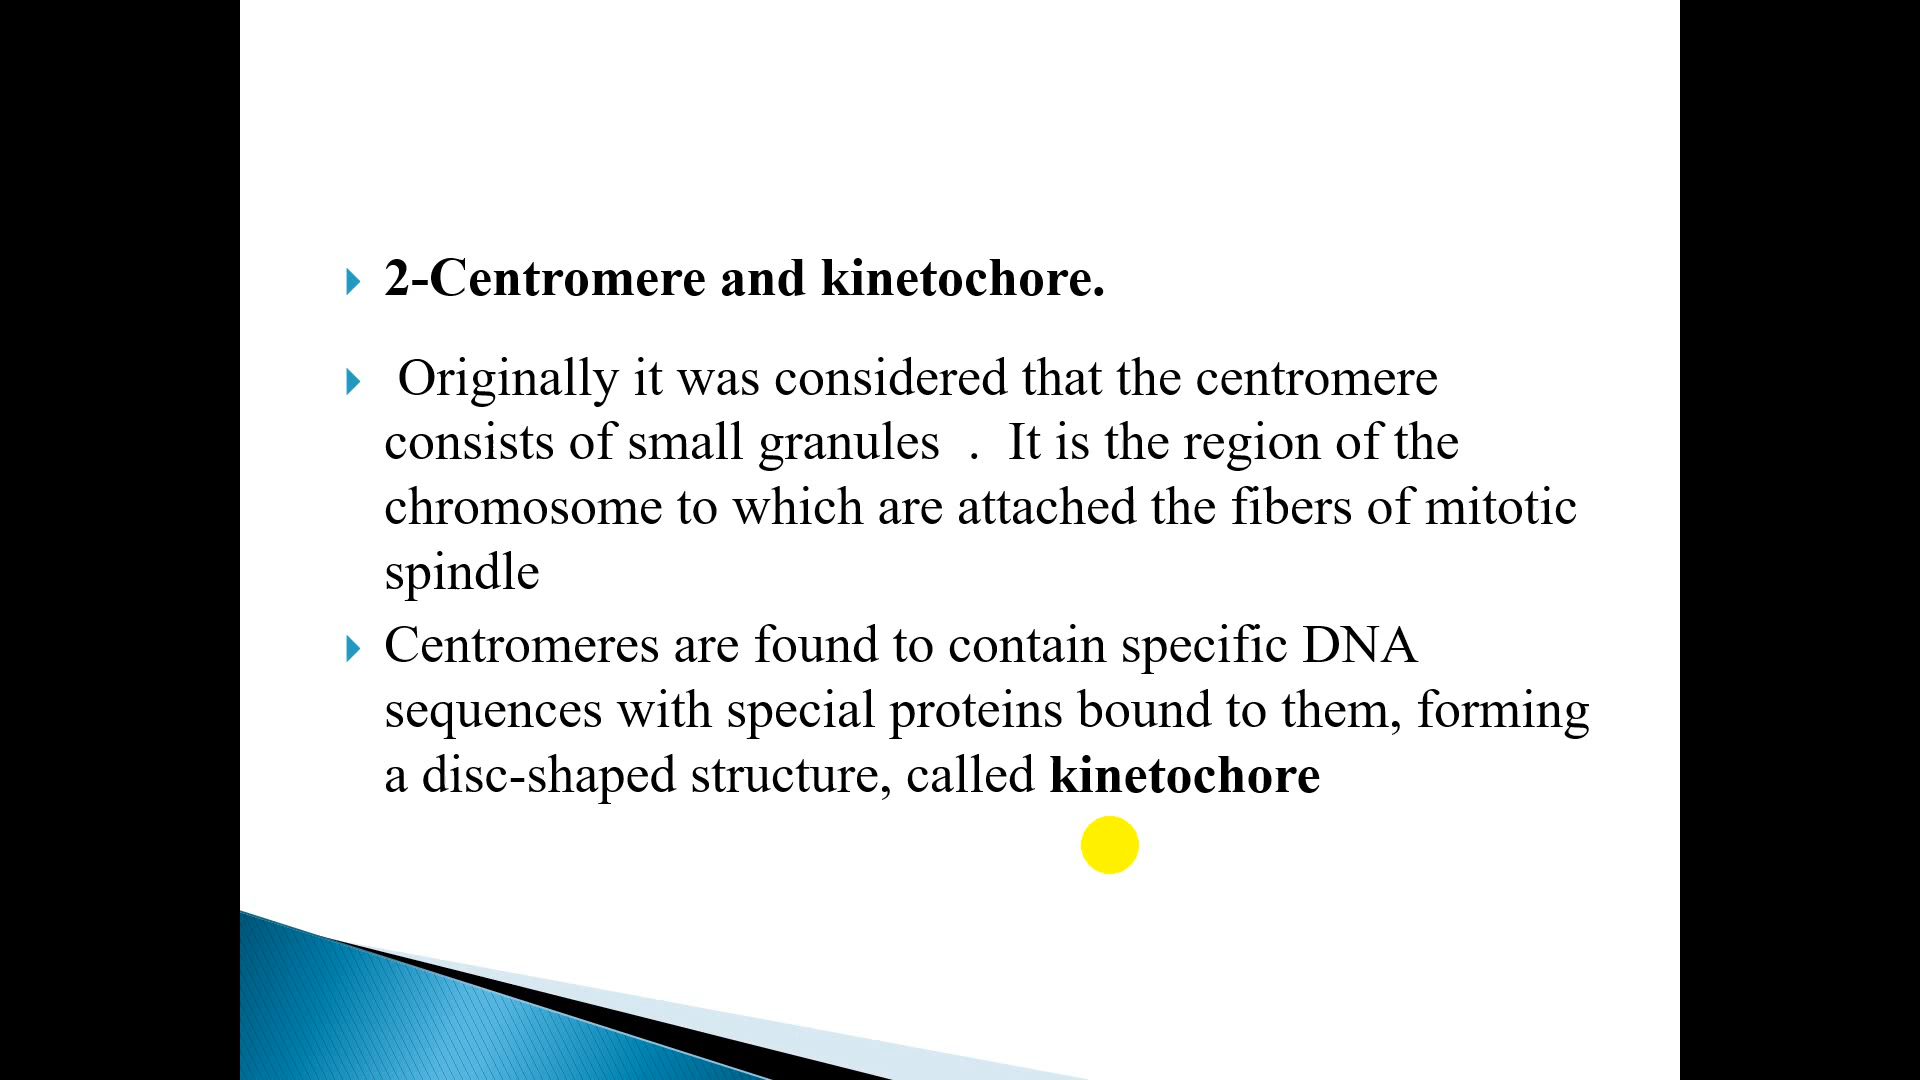 2-Centromere and kinetochore.
Originally it was considered that the centromere
consists of small granules  .  It is the region of the
chromosome to which are attached the fibers of mitotic
spindle
Centromeres are found to contain specific DNA
sequences with special proteins bound to them, forming
a disc-shaped structure, called kinetochore